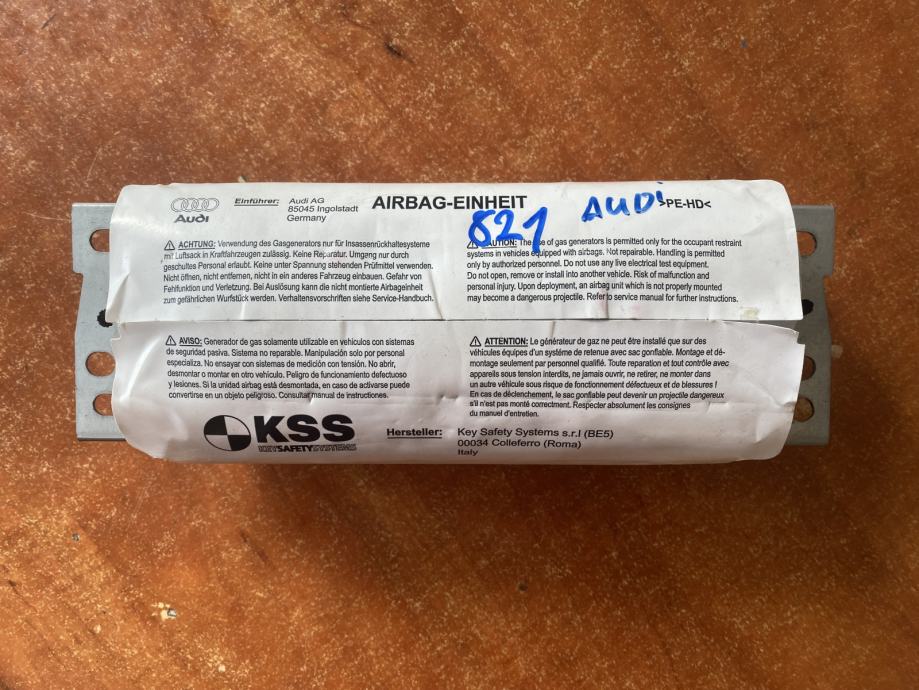 Audi
Einführer:
Audi AG
85045 Ingolstadt
Germany
AIRBAG-EINHEIT
821
AUDI
>PE-HD<
ACHTUNG: Verwendung des Gasgenerators nur für Insassenrückhaltesysteme
mit Luftsack in Kraftfahrzeugen zulässig. Keine Reparatur. Umgeng nur durch
geschultes Personal erlaubt. Keine unter Spannung stehenden Prüfmittel verwenden.
Nicht öffnen, nicht entfernen, nicht in ein anderes Fahrzeug einbauen. Gefahr von
Fehlfunktion und Verletzung. Bei Auslösung kann die nicht montierte Airbageinheit
zum gefährlichen Wurfstück werden. Verhaltensvorschriften siehe Service-Handbuch.
CAUTION: The use of gas generators is permitted only for the occupant restraint
systems in vehicles equipped with airbags. Not repairable. Handling is permitted
only by authorized personnel. Do not use any live electrical test equipment.
Do not open, remove or install into another vehicle. Risk of malfunction and
personal injury. Upon deployment, an airbag unit which is not properly mounted
may become a dangerous projectile. Refer to service manual for further instructions.
AVISO: Generador de gas solamente utilizable en vehículos con sistemas
de seguridad pasiva. Sistema no reparable. Manipulación solo por personal
especializa. No ensayar con sistemas de medición con tensión. No abrir,
desmontar o montar en otro vehículo. Peligro de funcionamiento defectuoso
y lesiones. Si la unidad airbag está desmontada, en caso de activarse puede
convertirse en un objeto peligroso. Consultar manual de instrucciones.
ATTENTION: Le générateur de gaz ne peut être installé que sur des
véhicules équipes d'un systéme de retenue avec sac gonflable. Montage et dé-
montage seulement par personnel qualifié. Toute reparation et tout contrôle avec
appareils sous tension interdits, ne jamais ouvrir, ne retirer, ne monter dans
un autre véhicule sous risque de fonctionnement défectueux et de blessures !
En cas de déclenchement, le sac gonflable peut devenir un projectile dangereux
s'il n'est pas monté correctement. Respecter absolument les consignes
du manuel d'entretien.
KSS
KEYSAFETYSYSTEMS
Hersteller:
Key Safety Systems s.r.l (BE5)
00034 Colleferro (Roma)
Italy